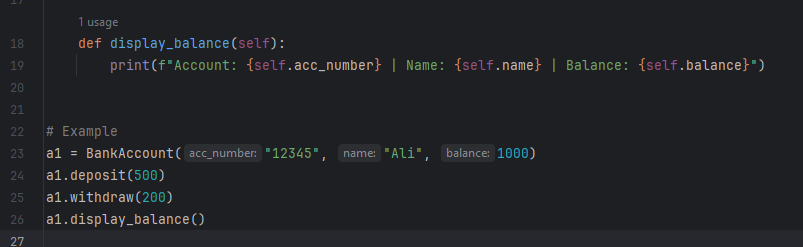 17
1 usage
18 def display_balance(self):
19 print(f"Account: {self.acc_number} | Name: {self.name} | Balance: {self.balance}")
20
21
22 # Example
23 a1 = BankAccount( acc_number: "12345", name: "Ali", balance: 1000)
24 a1.deposit(500)
25 a1.withdraw(200)
26 a1.display_balance()
27